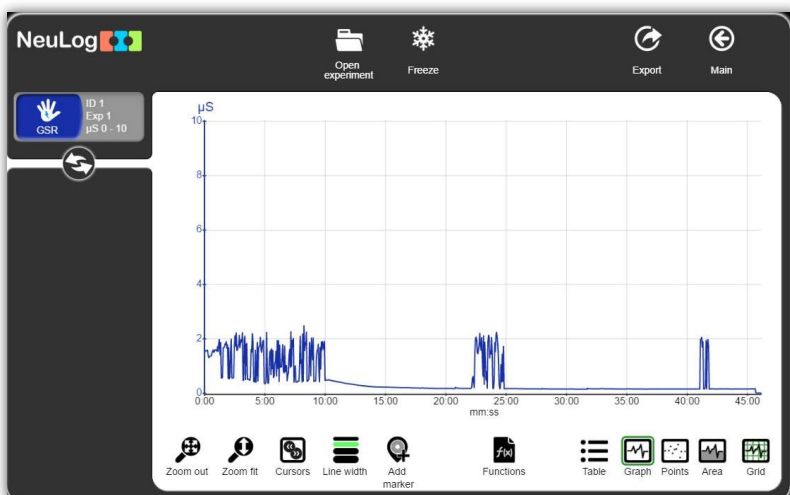 NeuLog
Open
experiment
Freeze
Export
Main
GSR
ID 1
Exp 1
µS 0 - 10
µS
10
8
6
4
2
0
0:00
5:00
10:00
15:00
20:00
25:00
30:00
35:00
40:00
45:00
mm:ss
Zoom out
Zoom fit
Cursors
Line width
Add
marker
f(x)
Functions
Table
Graph
Points
Area
Grid